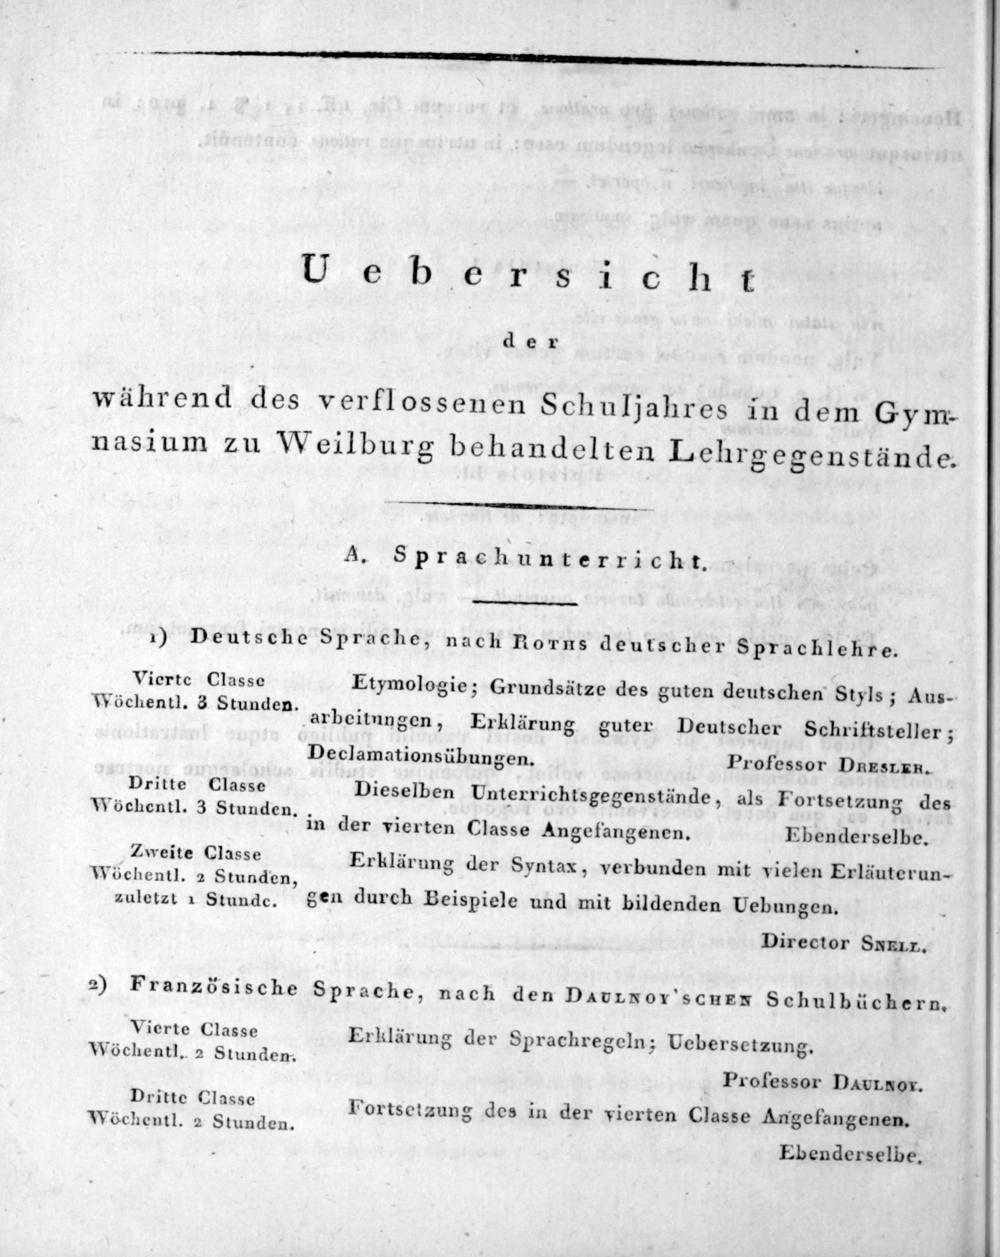 Uebersicht
der
während des verflossenen Schuljahres in dem Gym-
nasium zu Weilburg behandelten Lehrgegenstände.
A. Sprachunterricht.
1) Deutsche Sprache, nach ROTHS deutscher Sprachlehre.
Vierte Classe
Wöchentl. 3 Stunden.
Etymologie; Grundsätze des guten deutschen Styls; Aus-
arbeitungen, Erklärung guter Deutscher Schriftsteller;
Declamationsübungen. Professor DRESLER.
Dritte Classe
Wöchentl. 3 Stunden.
Dieselben Unterrichtsgegenstände, als Fortsetzung des
in der vierten Classe Angefangenen. Ebenderselbe.
Zweite Classe
Wöchentl. 2 Stunden,
zuletzt 1 Stunde.
Erklärung der Syntax, verbunden mit vielen Erläuterun-
gen durch Beispiele und mit bildenden Uebungen.
Director SNELL.
2) Französische Sprache, nach den DAULNOY'SCHEN Schulbüchern.
Vierte Classe
Wöchentl. 2 Stunden.
Erklärung der Sprachregeln; Uebersetzung.
Professor DAULNOY.
Dritte Classe
Wöchentl. 2 Stunden.
Fortsetzung des in der vierten Classe Angefangenen.
Ebenderselbe.